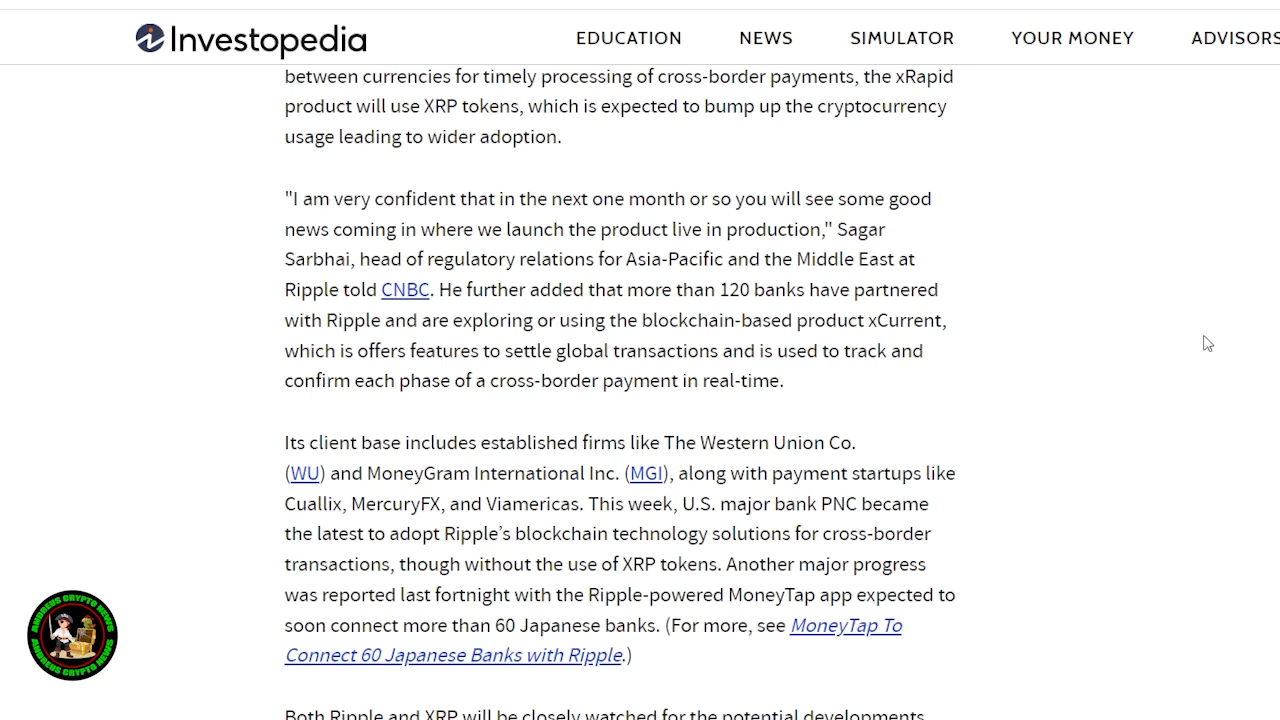 Investopedia
EDUCATION NEWS SIMULATOR YOUR MONEY ADVISORS
between currencies for timely processing of cross-border payments, the xRapid
product will use XRP tokens, which is expected to bump up the cryptocurrency
usage leading to wider adoption.
"I am very confident that in the next one month or so you will see some good
news coming in where we launch the product live in production," Sagar
Sarbhai, head of regulatory relations for Asia-Pacific and the Middle East at
Ripple told CNBC. He further added that more than 120 banks have partnered
with Ripple and are exploring or using the blockchain-based product xCurrent,
which is offers features to settle global transactions and is used to track and
confirm each phase of a cross-border payment in real-time.
Its client base includes established firms like The Western Union Co.
(WU) and MoneyGram International Inc. (MGI), along with payment startups like
Cuallix, MercuryFX, and Viamericas. This week, U.S. major bank PNC became
the latest to adopt Ripple’s blockchain technology solutions for cross-border
transactions, though without the use of XRP tokens. Another major progress
was reported last fortnight with the Ripple-powered MoneyTap app expected to
soon connect more than 60 Japanese banks. (For more, see MoneyTap To
Connect 60 Japanese Banks with Ripple.)
Both Ripple and XRP will be closely watched for the potential developments
ANDREUS CRYPTO NEWS
ANDREUS CRYPTO NEWS